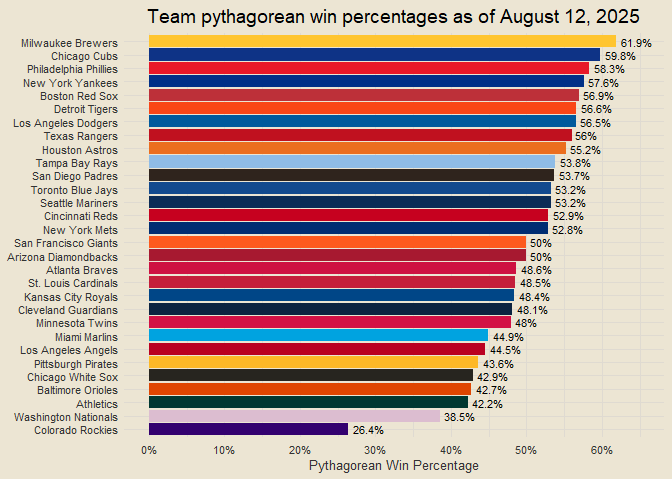 Team pythagorean win percentages as of August 12, 2025
Milwaukee Brewers 61.9%
Chicago Cubs 59.8%
Philadelphia Phillies 58.3%
New York Yankees 57.6%
Boston Red Sox 56.9%
Detroit Tigers 56.6%
Los Angeles Dodgers 56.5%
Texas Rangers 56%
Houston Astros 55.2%
Tampa Bay Rays 53.8%
San Diego Padres 53.7%
Toronto Blue Jays 53.2%
Seattle Mariners 53.2%
Cincinnati Reds 52.9%
New York Mets 52.8%
San Francisco Giants 50%
Arizona Diamondbacks 50%
Atlanta Braves 48.6%
St. Louis Cardinals 48.5%
Kansas City Royals 48.4%
Cleveland Guardians 48.1%
Minnesota Twins 48%
Miami Marlins 44.9%
Los Angeles Angels 44.5%
Pittsburgh Pirates 43.6%
Chicago White Sox 42.9%
Baltimore Orioles 42.7%
Athletics 42.2%
Washington Nationals 38.5%
Colorado Rockies 26.4%
0% 10% 20% 30% 40% 50% 60%
Pythagorean Win Percentage